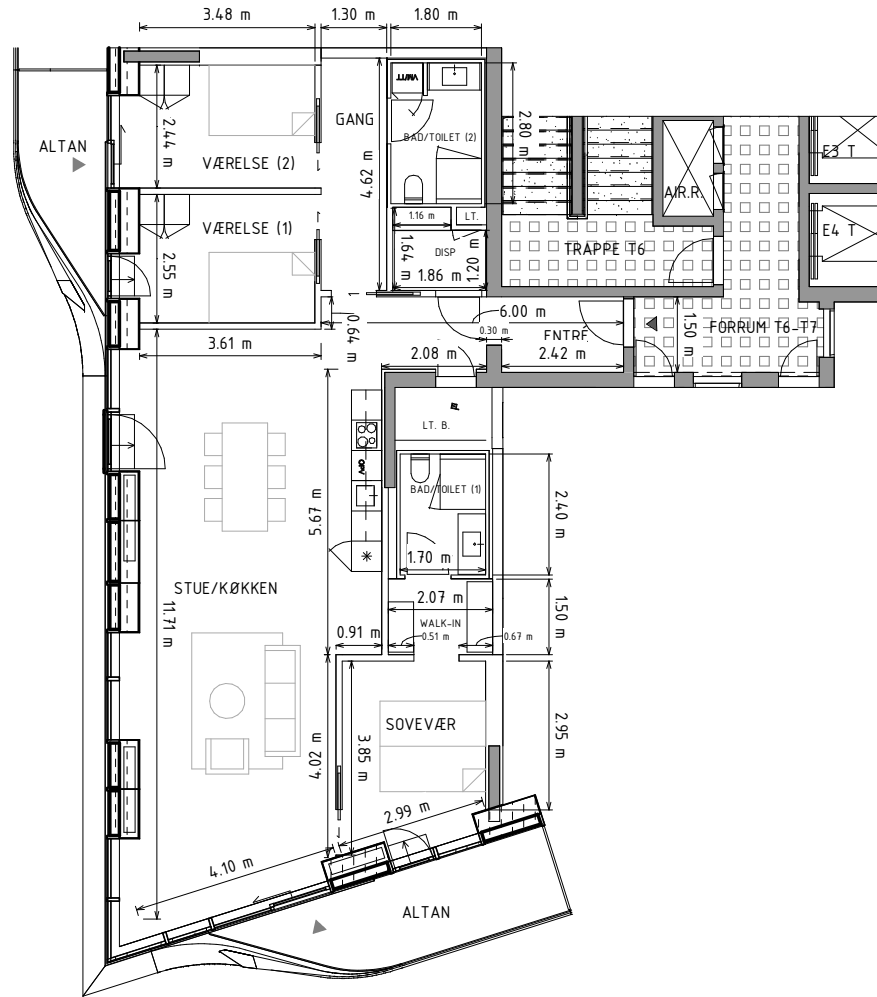 3.48 m
1.30 m
1.80 m
VM/TT
GANG
2.44 m
ALTAN
BAD/TOILET (2)
2.80 m
E3 T
VÆRELSE (2)
4.62 m
AIR.R.
1.16 m
LT.
VÆRELSE (1)
E4 T
2.55 m
1.64 m
DISP
1.20 m
TRAPPE T6
1.86 m
6.00 m
0.64 m
0.30 m
ENTRÉ
1.50 m
FORRUM T6-T7
3.61 m
2.08 m
2.42 m
EL
LT. B.
OPV
BAD/TOILET (1)
5.67 m
2.40 m
1.70 m
STUE/KØKKEN
11.71 m
2.07 m
1.50 m
WALK-IN
0.91 m
0.51 m
0.67 m
SOVEVÆR
4.02 m
3.85 m
2.95 m
2.99 m
4.10 m
ALTAN